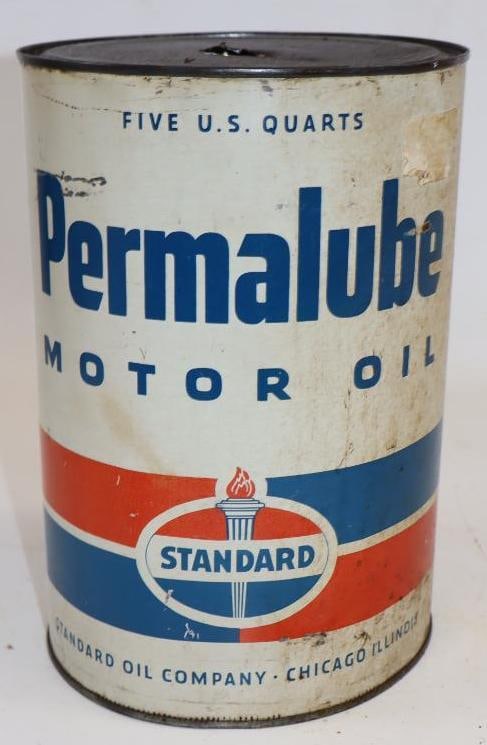 FIVE U.S. QUARTS
Permalube
MOTOR OIL
STANDARD
STANDARD OIL COMPANY · CHICAGO ILLINOIS